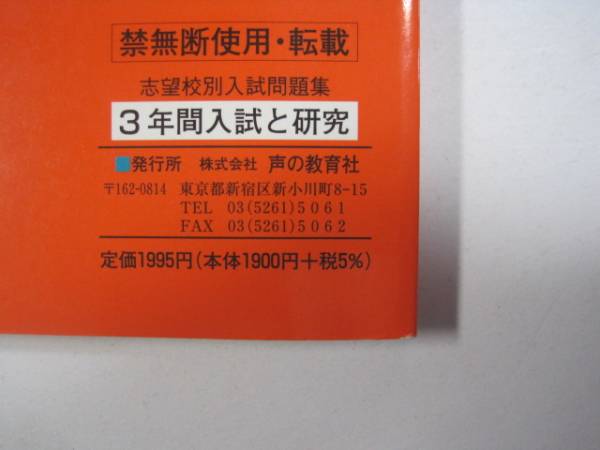 禁無断使用・転載
志望校別入試問題集
3年間入試と研究
■発行所 株式会社 声の教育社
〒162-0814 東京都新宿区新小川町8-15
TEL 03(5261)5061
FAX 03(5261)5062
定価1995円(本体1900円+税5%)